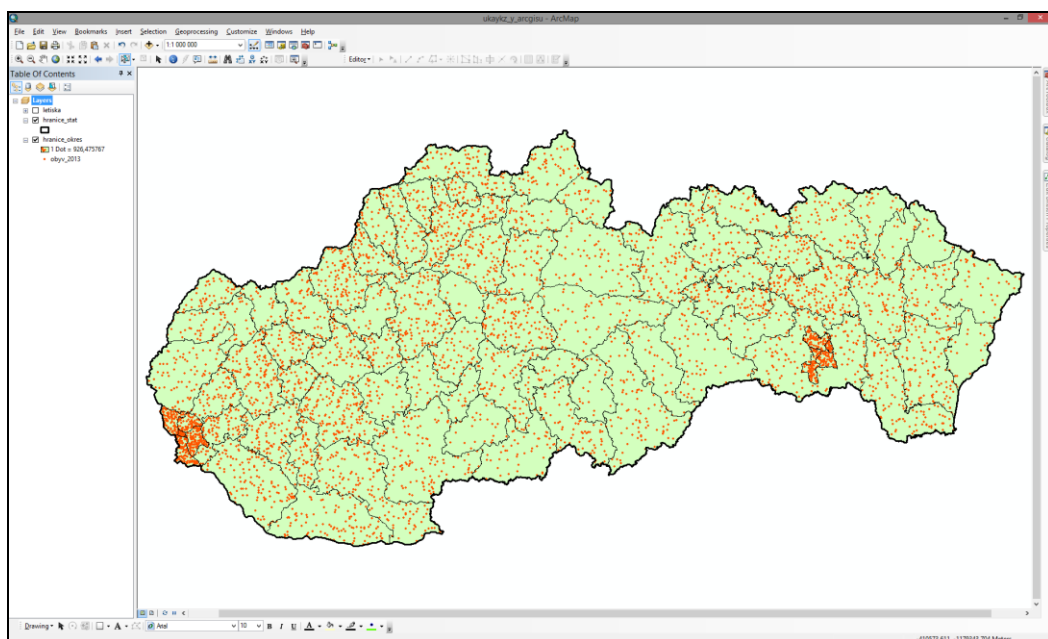 ukaykz_y_arcgisu - ArcMap
File Edit View Bookmarks Insert Selection Geoprocessing Customize Windows Help
1:1 000 000
Editor
Table Of Contents
Layers
letiska
hranice_stat
hranice_okres
1 Dot = 926,475767
obyv_2013
Drawing
Arial
10
B I U A